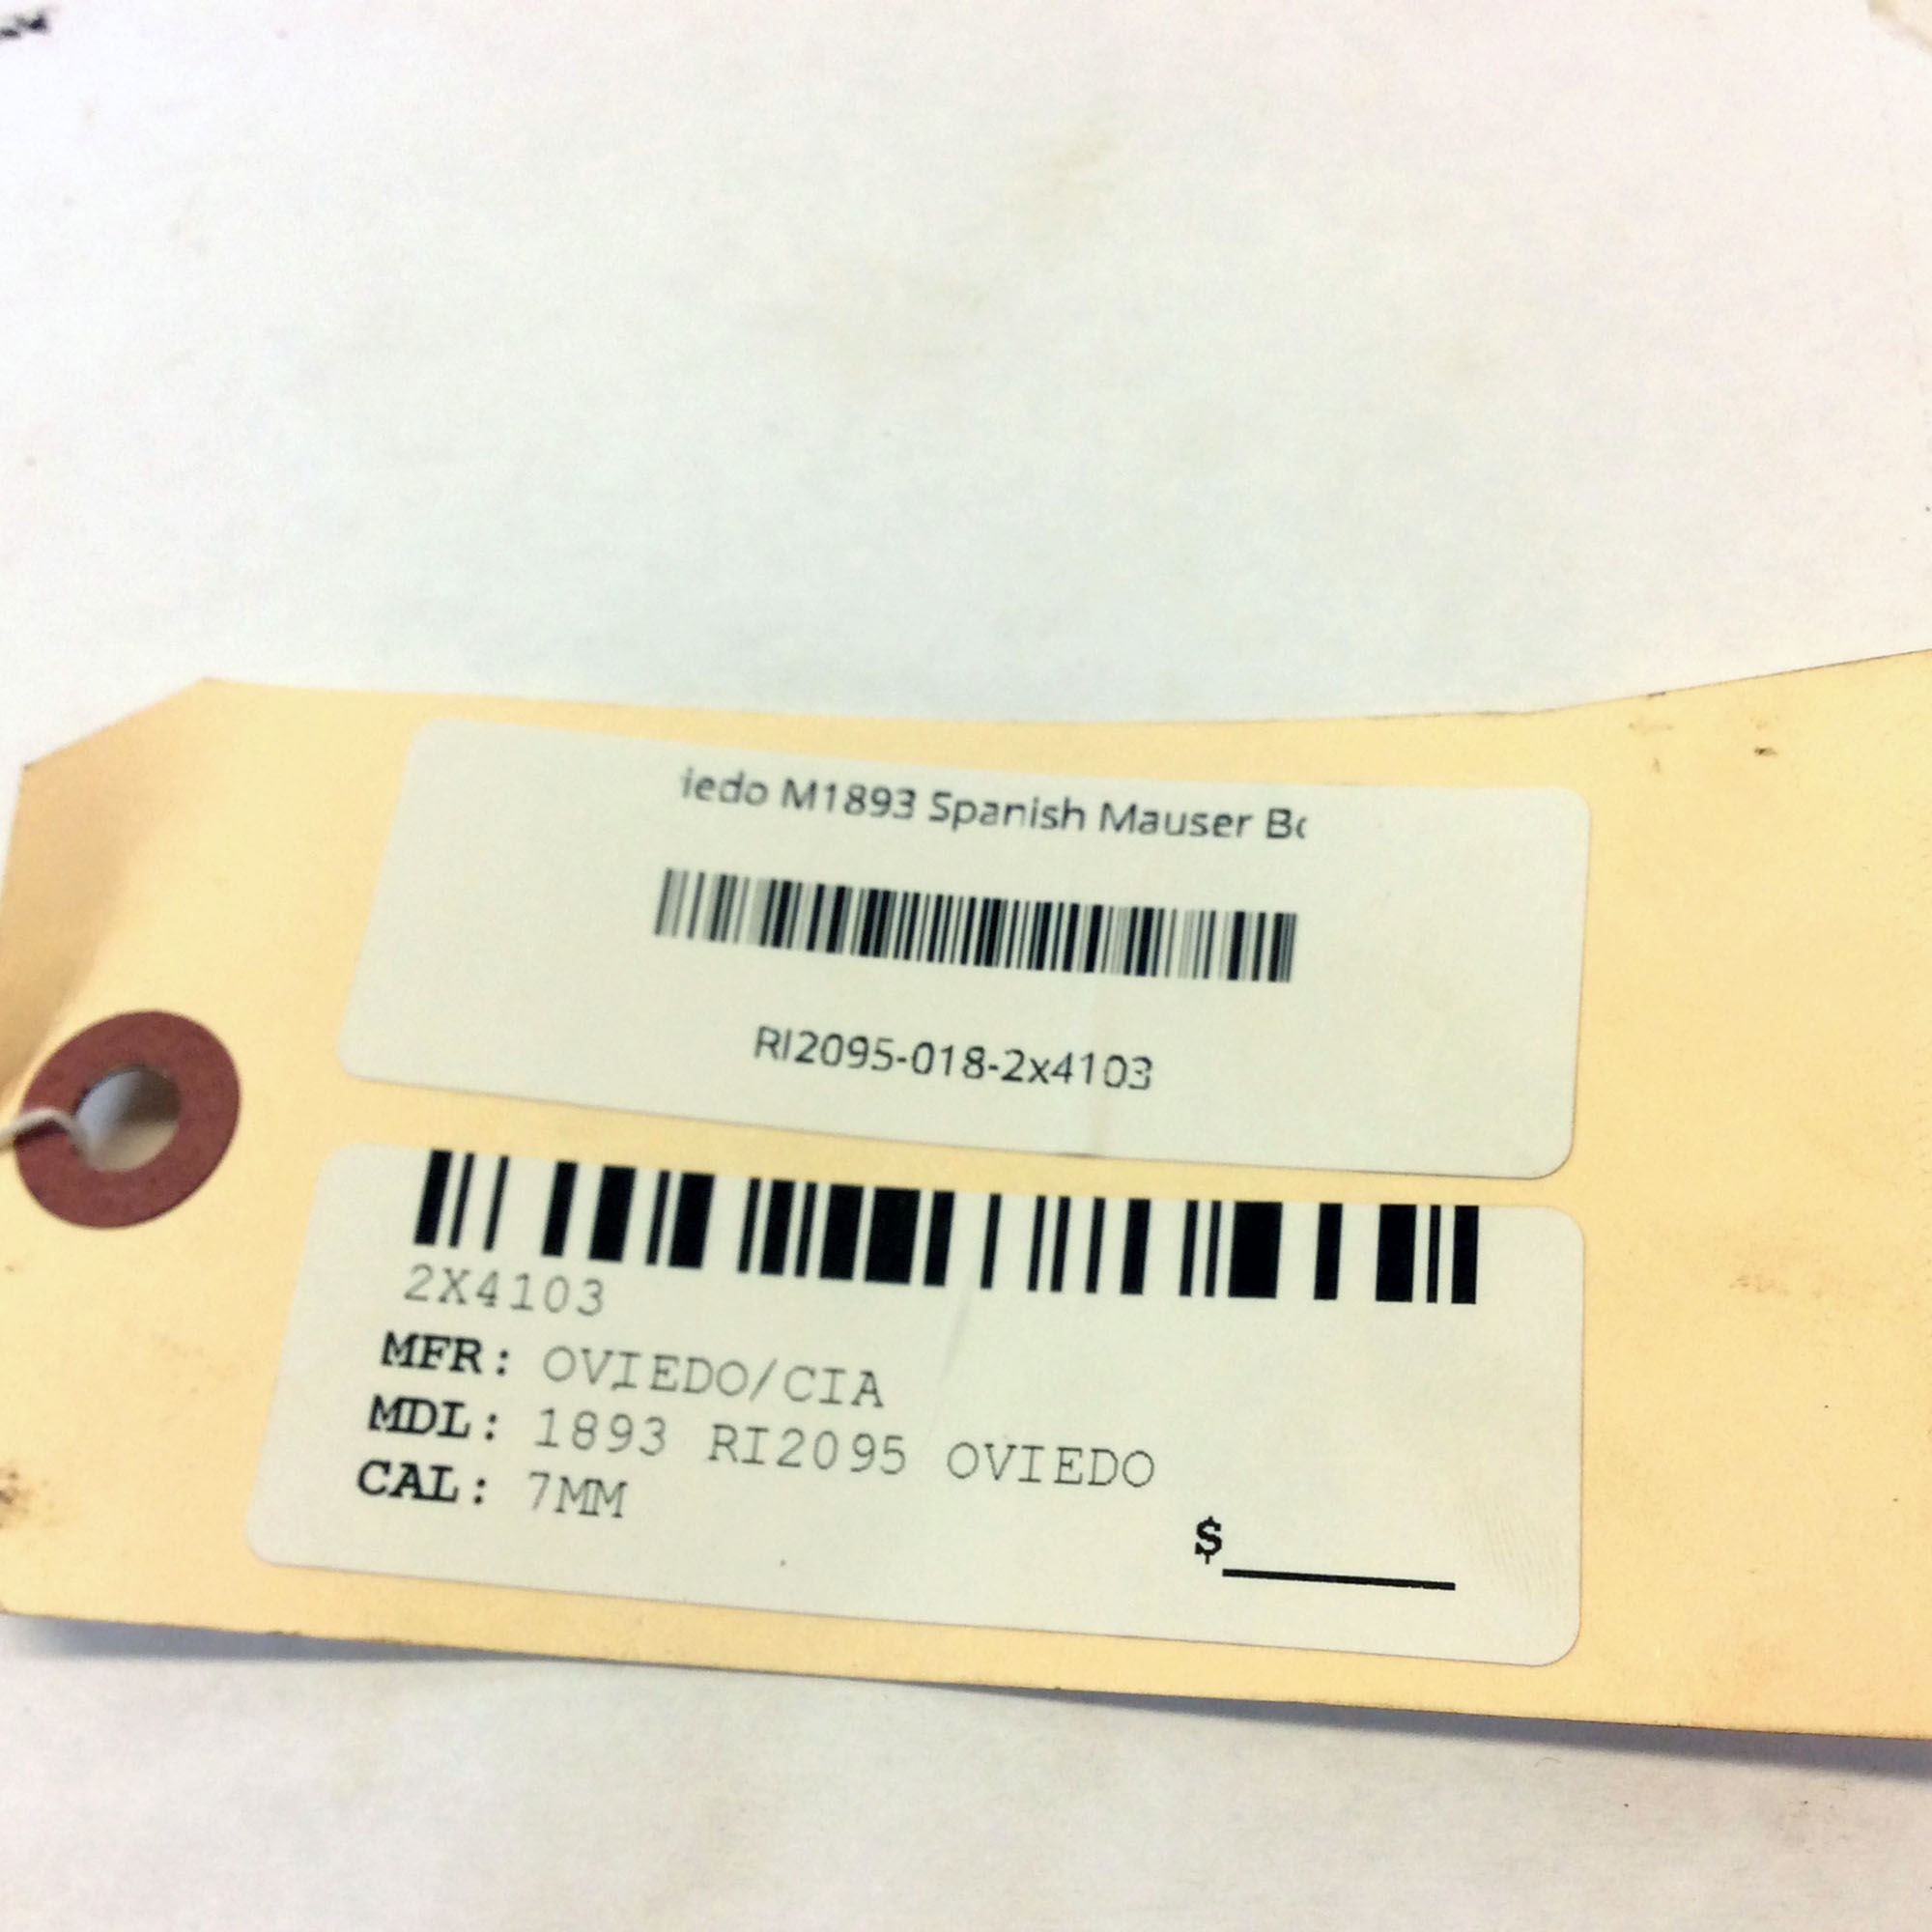 iedo M1893 Spanish Mauser Bo
RI2095-018-2x4103
2X4103
MFR: OVIEDO/CIA
MDL: 1893 RI2095 OVIEDO
CAL: 7MM
$